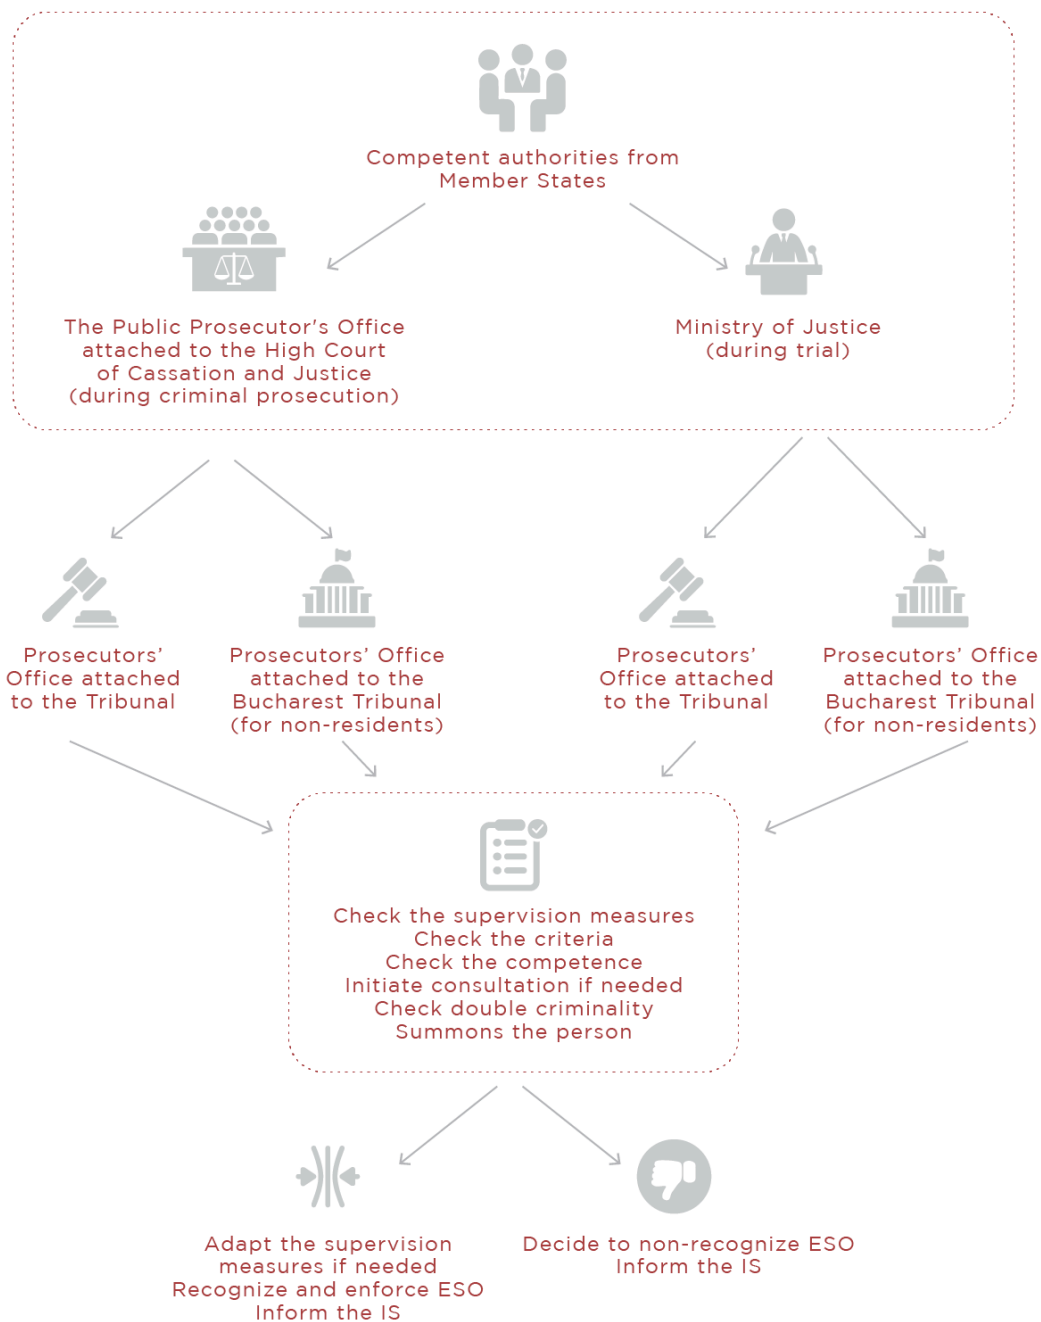 Competent authorities from
Member States
The Public Prosecutor's Office
attached to the High Court
of Cassation and Justice
(during criminal prosecution)
Ministry of Justice
(during trial)
Prosecutors’
Office attached
to the Tribunal
Prosecutors’ Office
attached to the
Bucharest Tribunal
(for non-residents)
Prosecutors’
Office attached
to the Tribunal
Prosecutors’ Office
attached to the
Bucharest Tribunal
(for non-residents)
Check the supervision measures
Check the criteria
Check the competence
Initiate consultation if needed
Check double criminality
Summons the person
Adapt the supervision
measures if needed
Recognize and enforce ESO
Inform the IS
Decide to non-recognize ESO
Inform the IS